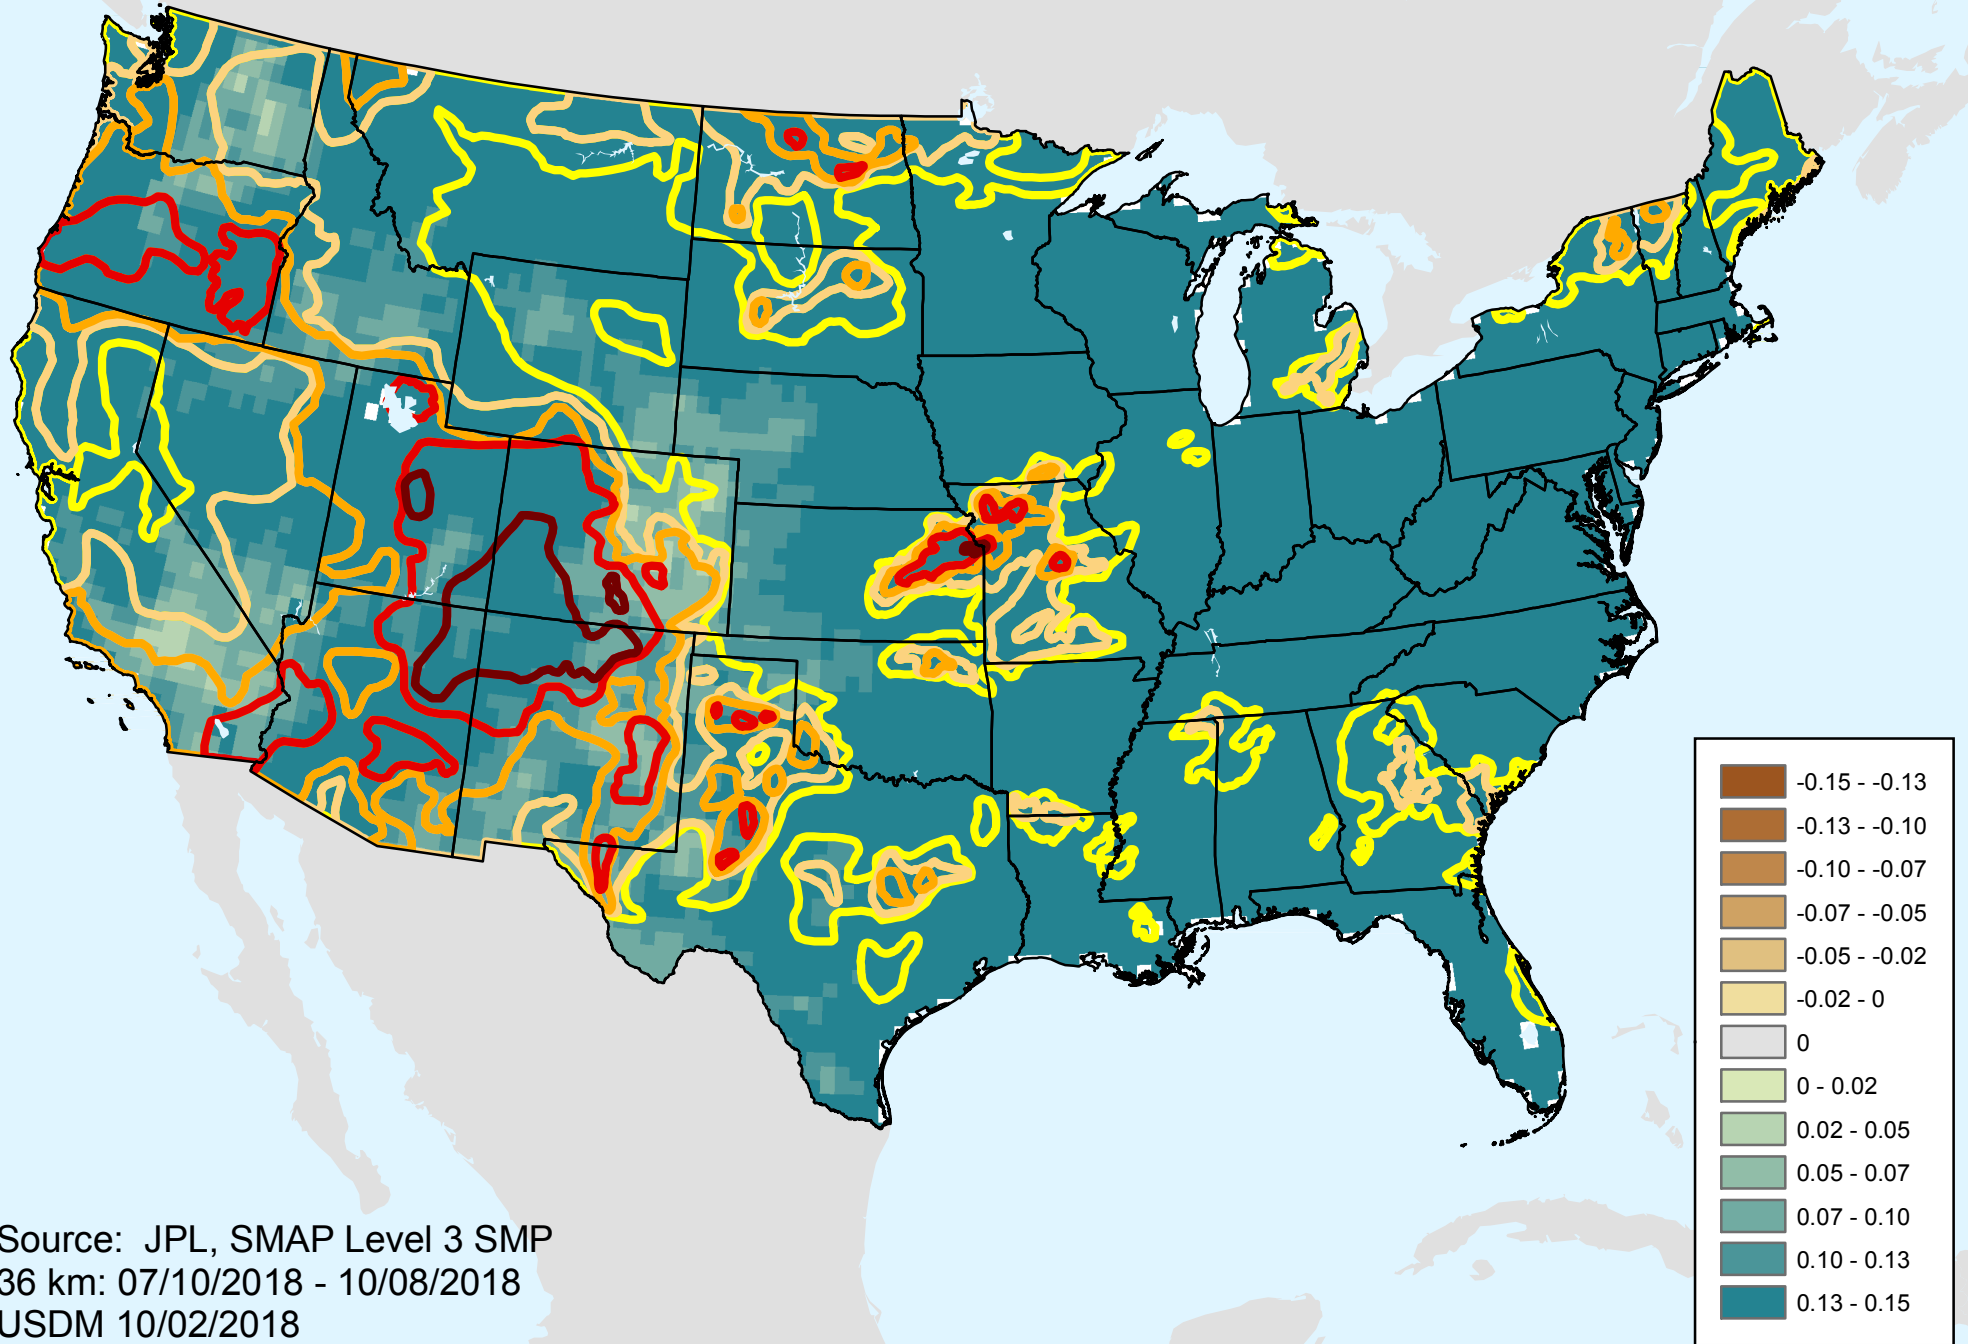 -0.15 - -0.13
-0.13 - -0.10
-0.10 - -0.07
-0.07 - -0.05
-0.05 - -0.02
-0.02 - 0
0
0 - 0.02
0.02 - 0.05
0.05 - 0.07
0.07 - 0.10
0.10 - 0.13
0.13 - 0.15
Source: JPL, SMAP Level 3 SMP
36 km: 07/10/2018 - 10/08/2018
USDM 10/02/2018